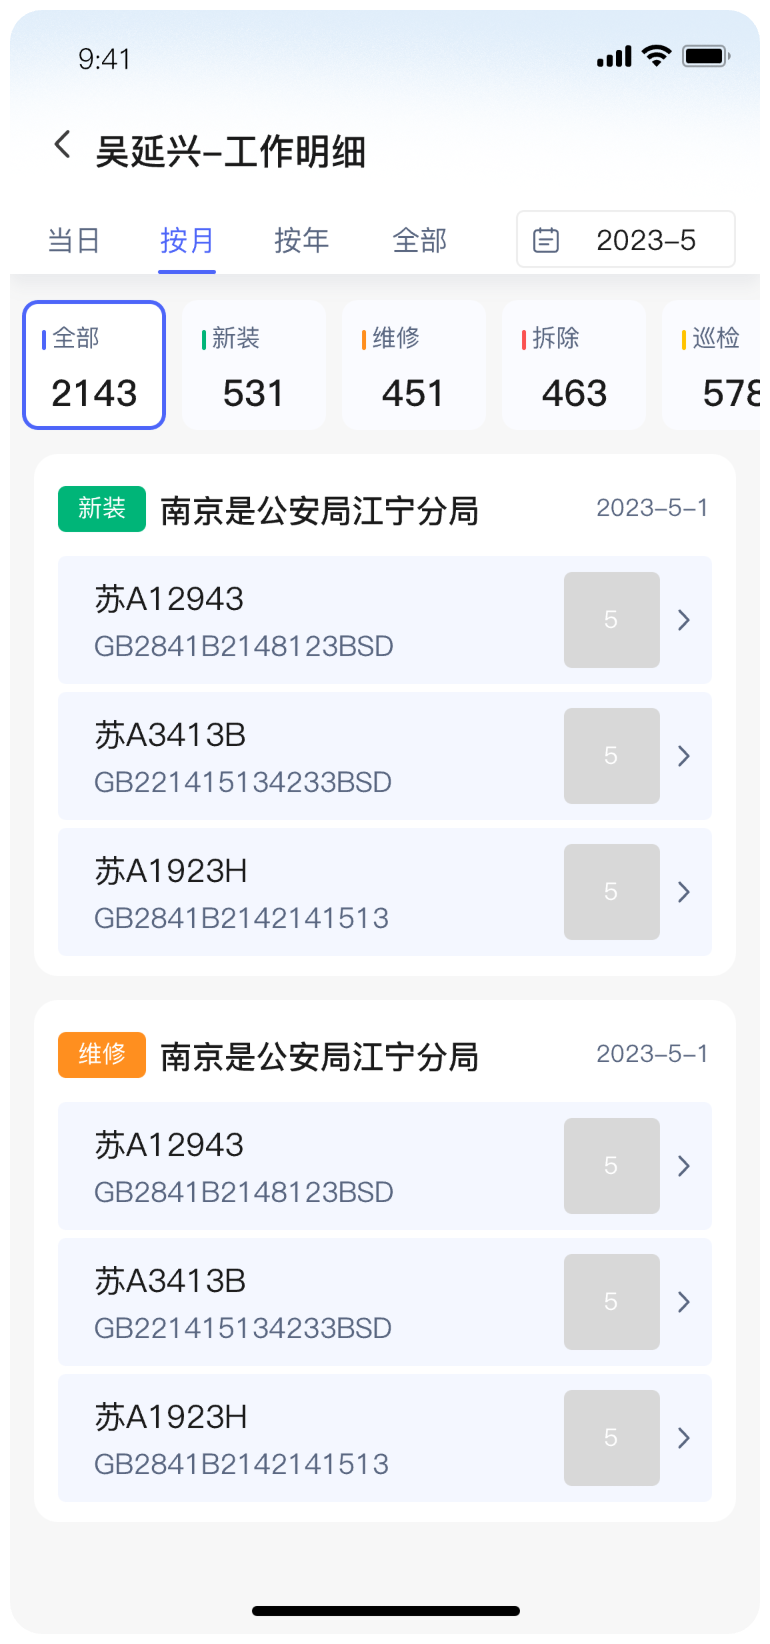 9:41
吴延兴-工作明细
当日 按月 按年 全部 2023-5
全部 新装 维修 拆除 巡检
2143 531 451 463 578
新装 南京是公安局江宁分局 2023-5-1
苏A12943
GB2841B2148123BSD
5
苏A3413B
GB221415134233BSD
5
苏A1923H
GB2841B2142141513
5
维修 南京是公安局江宁分局 2023-5-1
苏A12943
GB2841B2148123BSD
5
苏A3413B
GB221415134233BSD
5
苏A1923H
GB2841B2142141513
5